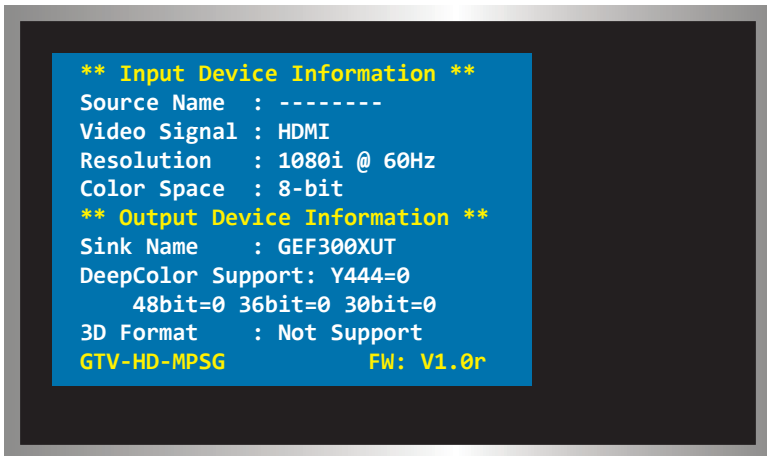 ** Input Device Information **
Source Name : --------
Video Signal : HDMI
Resolution : 1080i @ 60Hz
Color Space : 8-bit
** Output Device Information **
Sink Name : GEF300XUT
DeepColor Support: Y444=0
48bit=0 36bit=0 30bit=0
3D Format : Not Support
GTV-HD-MPSG FW: V1.0r